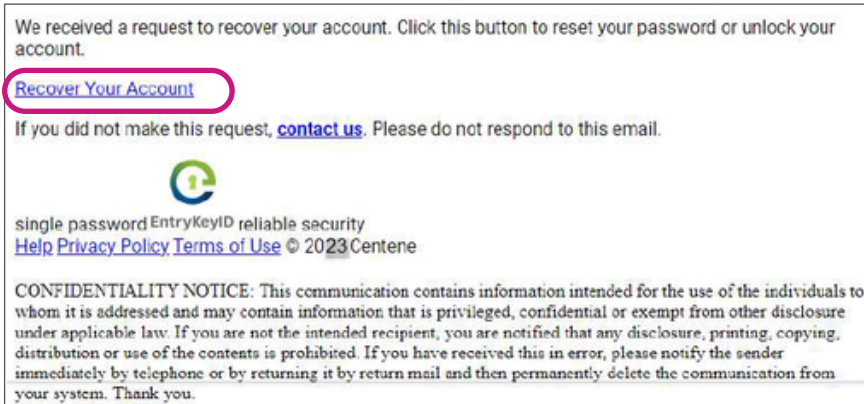 We received a request to recover your account. Click this button to reset your password or unlock your
account.
Recover Your Account
If you did not make this request, contact us. Please do not respond to this email.
single password EntryKeyID reliable security
Help Privacy Policy Terms of Use © 2023 Centene
CONFIDENTIALITY NOTICE: This communication contains information intended for the use of the individuals to
whom it is addressed and may contain information that is privileged, confidential or exempt from other disclosure
under applicable law. If you are not the intended recipient, you are notified that any disclosure, printing, copying,
distribution or use of the contents is prohibited. If you have received this in error, please notify the sender
immediately by telephone or by returning it by return mail and then permanently delete the communication from
your system. Thank you.